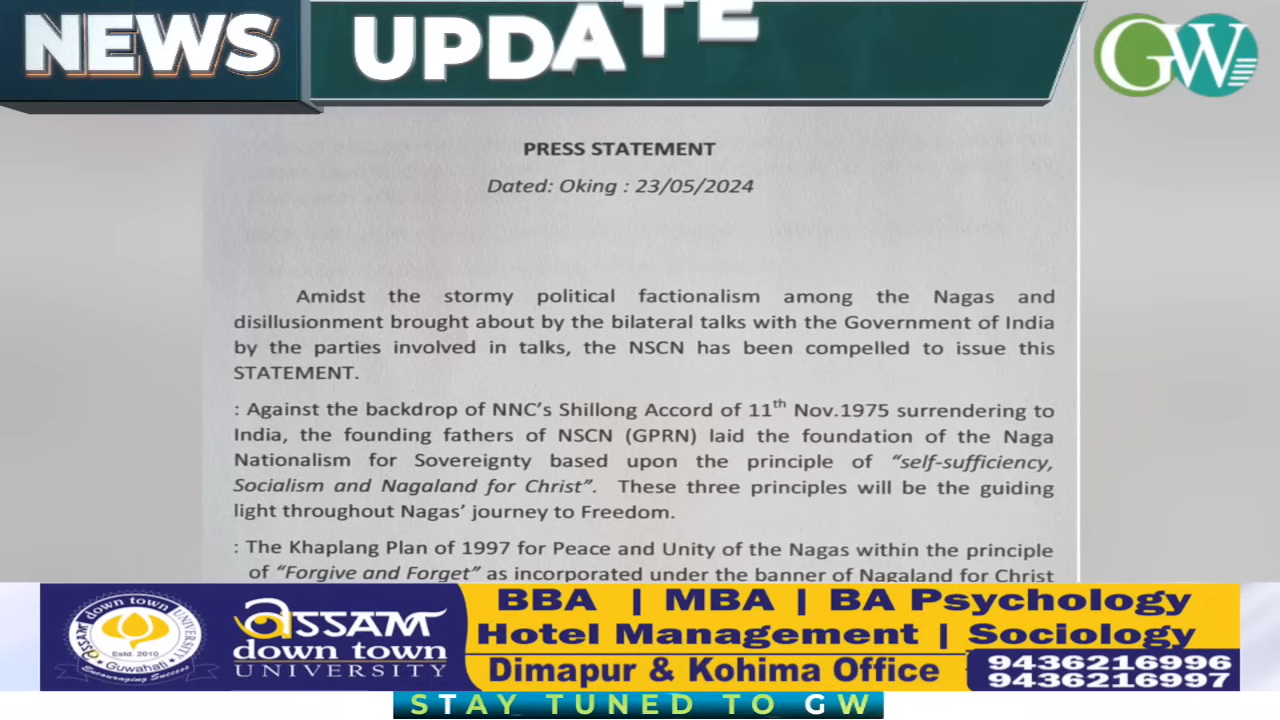 NEWS
UPDATE
GW
PRESS STATEMENT
Dated: Oking : 23/05/2024
Amidst the stormy political factionalism among the Nagas and
disillusionment brought about by the bilateral talks with the Government of India
by the parties involved in talks, the NSCN has been compelled to issue this
STATEMENT.
: Against the backdrop of NNC’s Shillong Accord of 11th Nov.1975 surrendering to
India, the founding fathers of NSCN (GPRN) laid the foundation of the Naga
Nationalism for Sovereignty based upon the principle of “self-sufficiency,
Socialism and Nagaland for Christ”. These three principles will be the guiding
light throughout Nagas’ journey to Freedom.
: The Khaplang Plan of 1997 for Peace and Unity of the Nagas within the principle
of “Forgive and Forget” as incorporated under the banner of Nagaland for Christ
assam down town UNIVERSITY
Estd. 2010
Guwahati
Encouraging Success
ASSAM
down town
UNIVERSITY
BBA | MBA | BA Psychology
Hotel Management | Sociology
Dimapur & Kohima Office
9436216996
9436216997
STAY TUNED TO GW